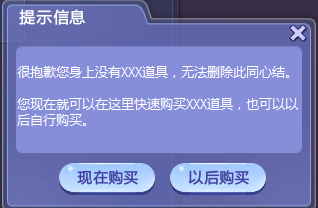 提示信息
很抱歉您身上没有XXX道具，无法删除此同心结。
您现在就可以在这里快速购买XXX道具，也可以以
后自行购买。
现在购买
以后购买